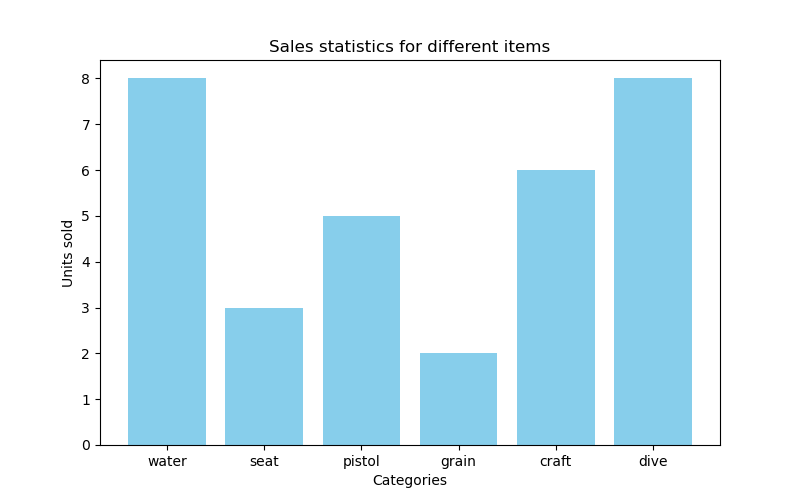 Sales statistics for different items
Units sold
8
7
6
5
4
3
2
1
0
water seat pistol grain craft dive
Categories